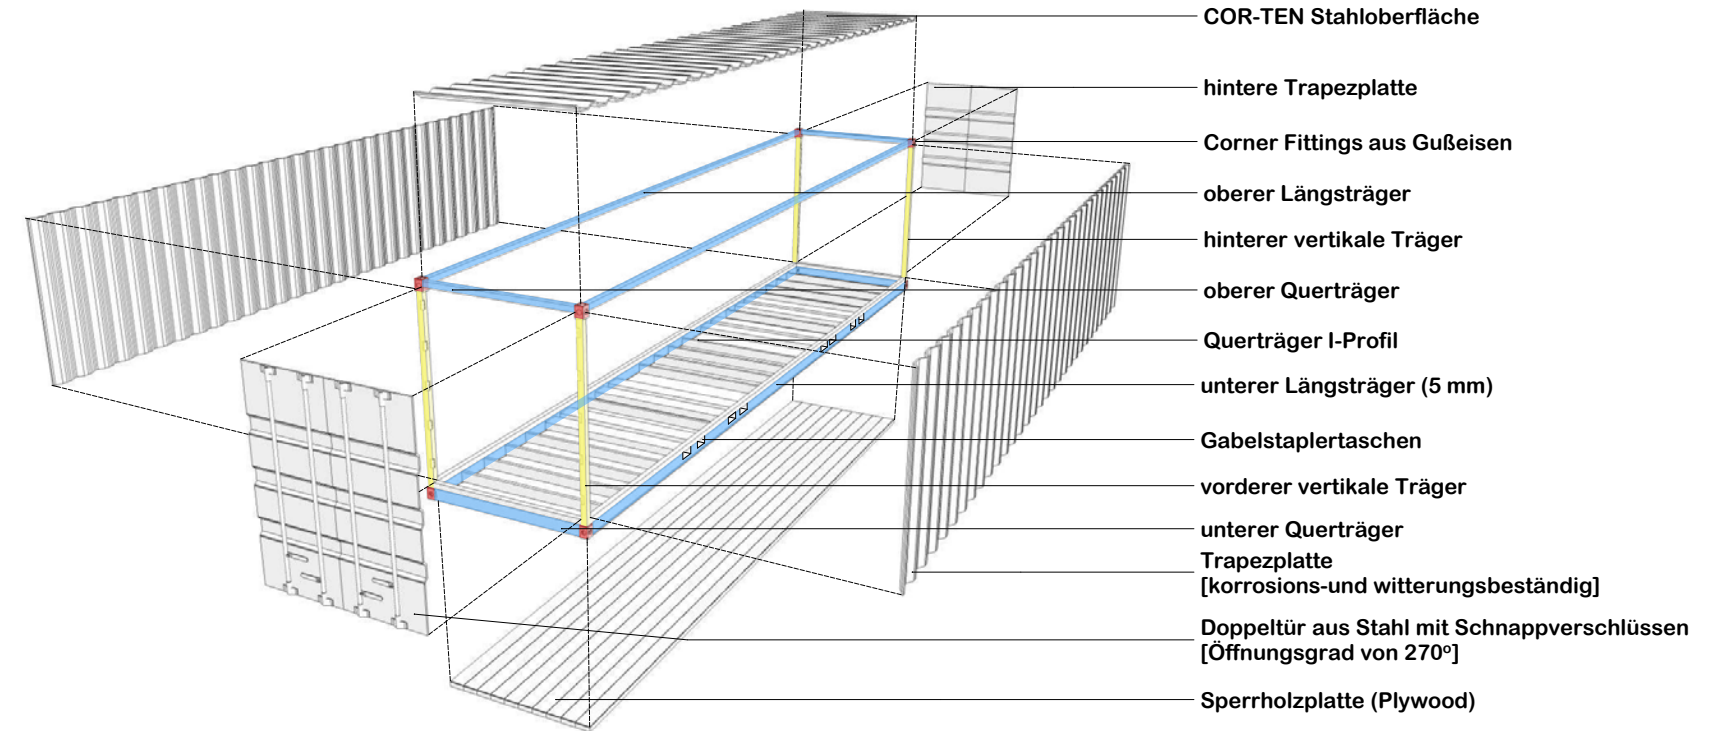 COR-TEN Stahloberfläche
hintere Trapezplatte
Corner Fittings aus Gußeisen
oberer Längsträger
hinterer vertikale Träger
oberer Querträger
Querträger I-Profil
unterer Längsträger (5 mm)
Gabelstaplertaschen
vorderer vertikale Träger
unterer Querträger
Trapezplatte
[korrosions-und witterungsbeständig]
Doppeltür aus Stahl mit Schnappverschlüssen
[Öffnungsgrad von 270º]
Sperrholzplatte (Plywood)